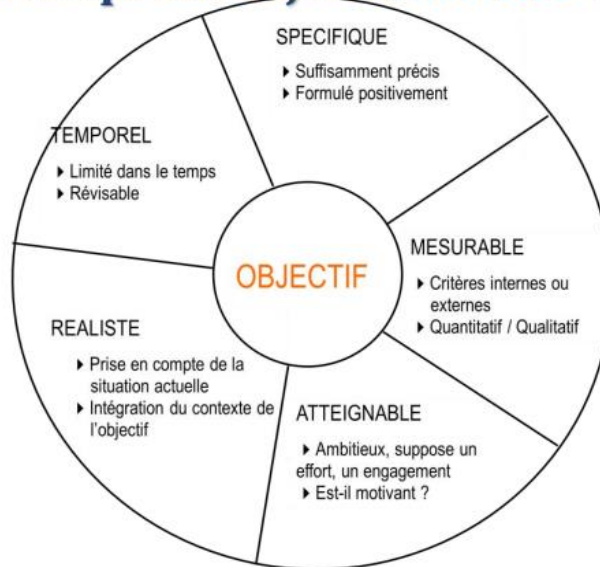 SPECIFIQUE
▸ Suffisamment précis
▸ Formulé positivement
TEMPOREL
▸ Limité dans le temps
▸ Révisable
OBJECTIF
MESURABLE
▸ Critères internes ou
externes
▸ Quantitatif / Qualitatif
REALISTE
▸ Prise en compte de la
situation actuelle
▸ Intégration du contexte de
l'objectif
ATTEIGNABLE
▸ Ambitieux, suppose un
effort, un engagement
▸ Est-il motivant ?